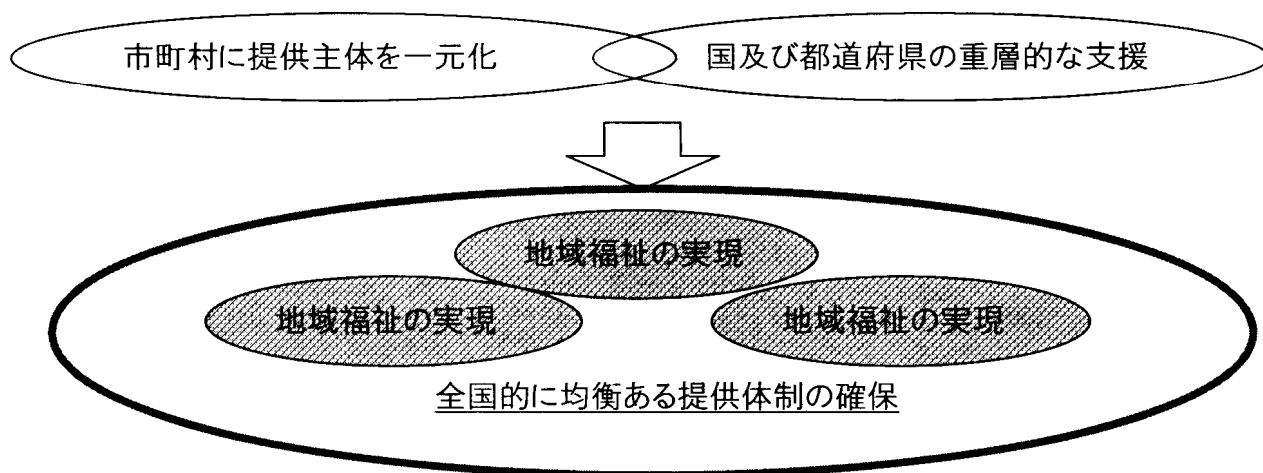 市町村に提供主体を一元化
国及び都道府県の重層的な支援
地域福祉の実現
地域福祉の実現
地域福祉の実現
全国的に均衡ある提供体制の確保